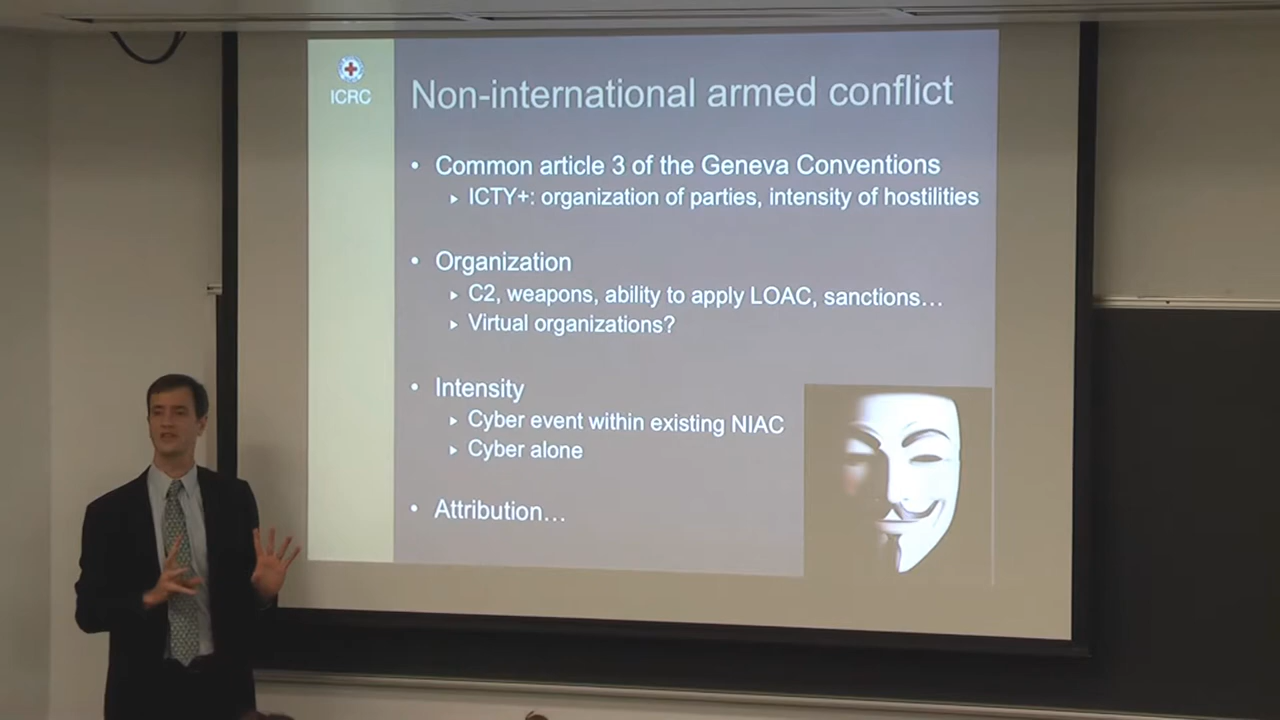 ICRC
Non-international armed conflict
• Common article 3 of the Geneva Conventions
▸ ICTY+: organization of parties, intensity of hostilities
• Organization
▸ C2, weapons, ability to apply LOAC, sanctions…
▸ Virtual organizations?
• Intensity
▸ Cyber event within existing NIAC
▸ Cyber alone
• Attribution…